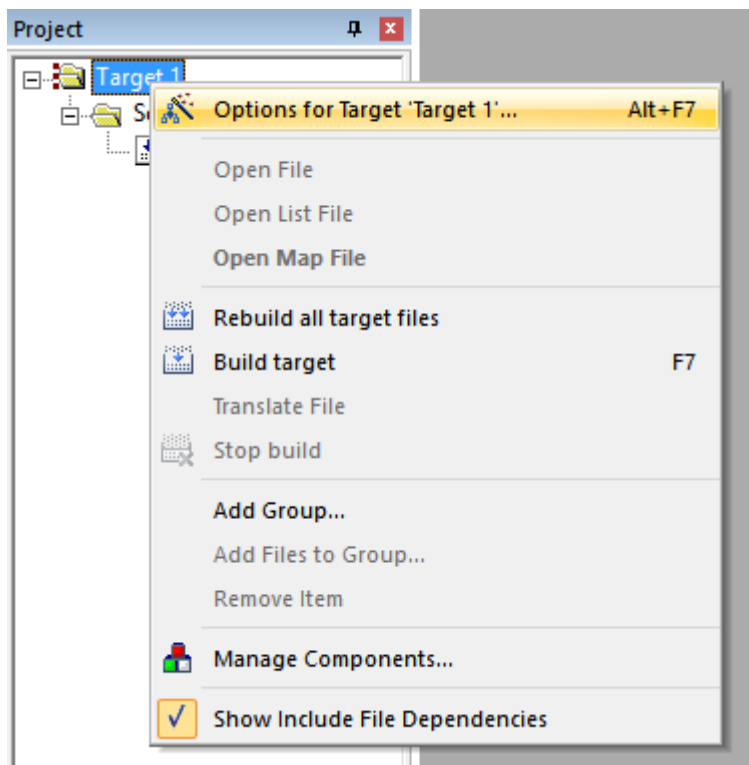 Project
Target 1
Options for Target 'Target 1'... Alt+F7
Open File
Open List File
Open Map File
Rebuild all target files
Build target F7
Translate File
Stop build
Add Group...
Add Files to Group...
Remove Item
Manage Components...
Show Include File Dependencies